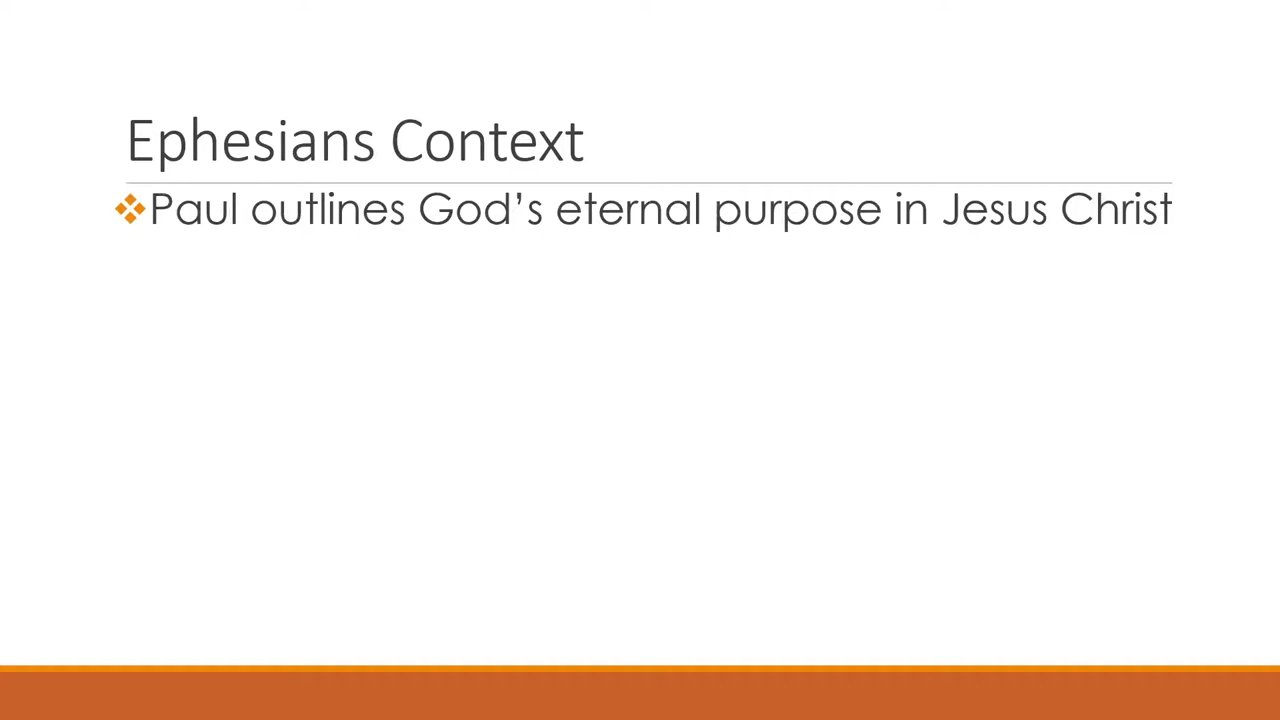 Ephesians Context
❖Paul outlines God’s eternal purpose in Jesus Christ